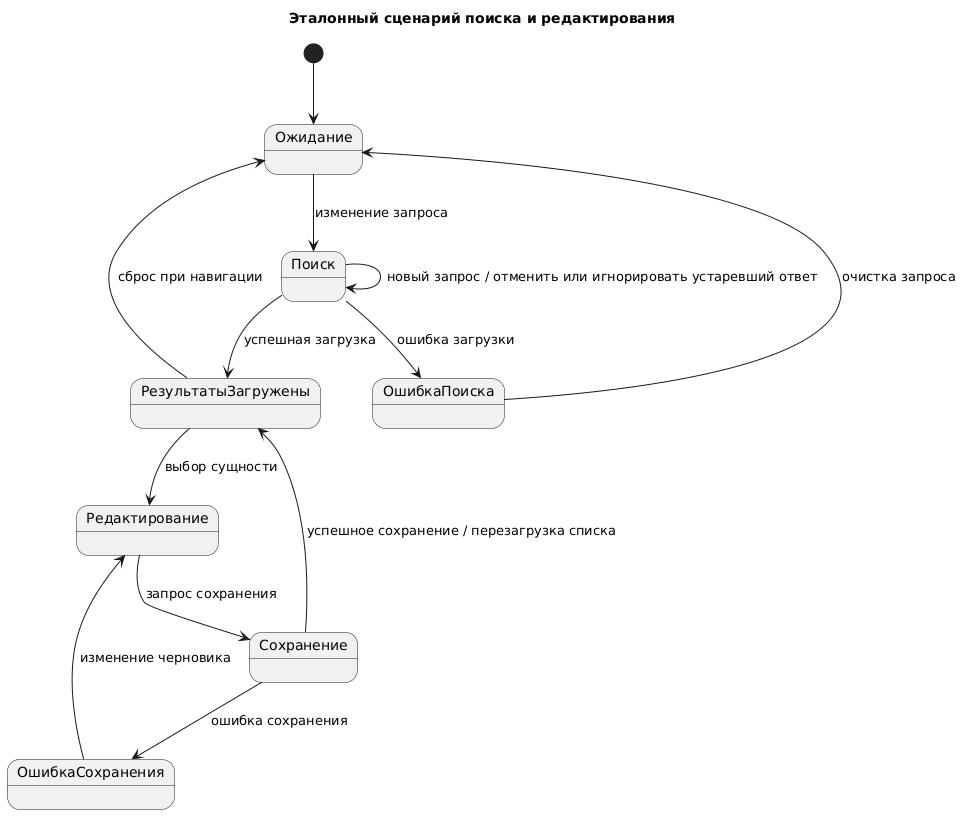 Эталонный сценарий поиска и редактирования
Ожидание
изменение запроса
Поиск
сброс при навигации
новый запрос / отменить или игнорировать устаревший ответ
очистка запроса
успешная загрузка
ошибка загрузки
РезультатыЗагружены
ОшибкаПоиска
выбор сущности
Редактирование
успешное сохранение / перезагрузка списка
запрос сохранения
Сохранение
изменение черновика
ошибка сохранения
ОшибкаСохранения